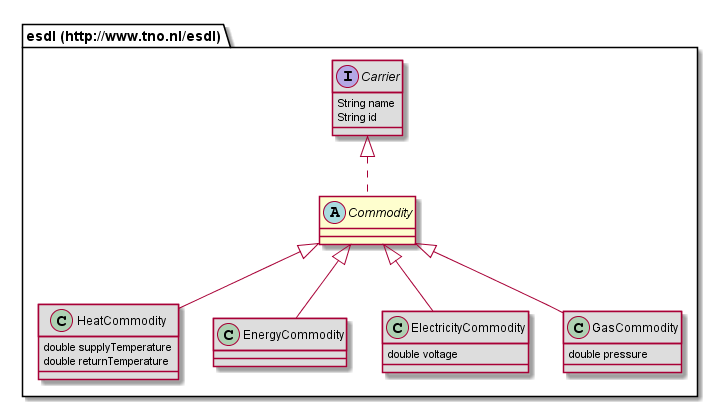 esdl (http://www.tno.nl/esdl)
I Carrier
String name
String id
A Commodity
C HeatCommodity
double supplyTemperature
double returnTemperature
C EnergyCommodity
C ElectricityCommodity
double voltage
C GasCommodity
double pressure